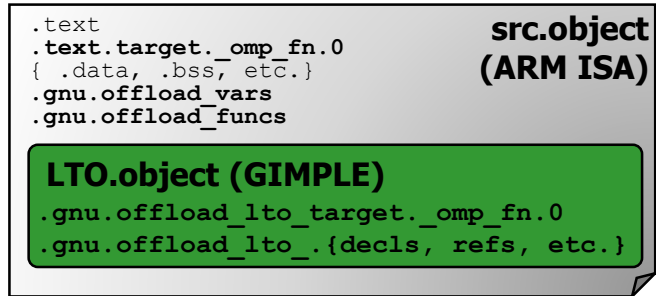 .text
src.object
.text.target._omp_fn.0
(ARM ISA)
{ .data, .bss, etc.}
.gnu.offload_vars
.gnu.offload_funcs
LTO.object (GIMPLE)
.gnu.offload_lto_target._omp_fn.0
.gnu.offload_lto_.{decls, refs, etc.}